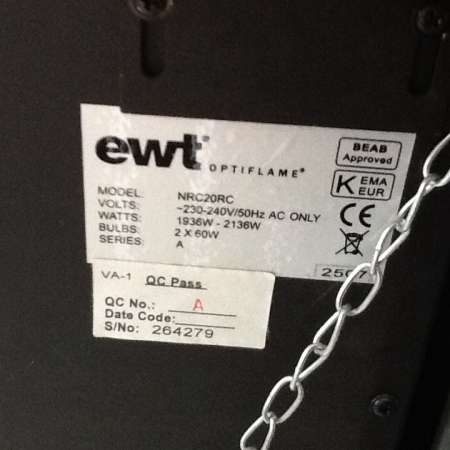 ewt OPTIFLAME®
BEAB
Approved
K EMA
EUR
CE
MODEL: NRC20RC
VOLTS: ~230-240V/50Hz AC ONLY
WATTS: 1936W - 2136W
BULBS: 2 X 60W
SERIES: A
VA-1 QC Pass
QC No.: A
Date Code:
S/No: 264279